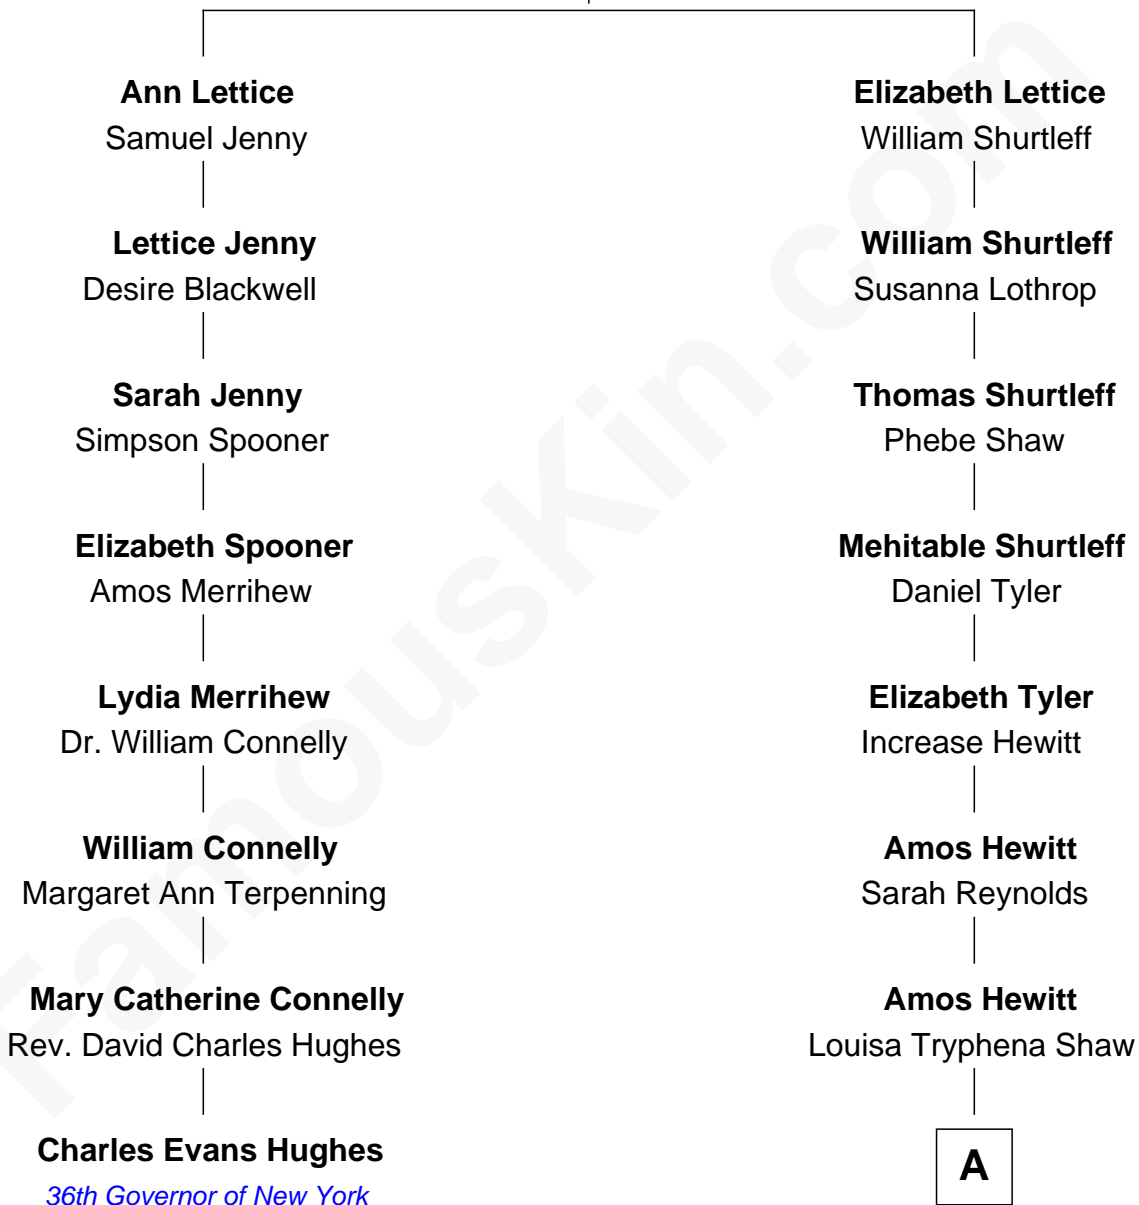 Ann Lettice
Samuel Jenny
Elizabeth Lettice
William Shurtleff
Lettice Jenny
Desire Blackwell
William Shurtleff
Susanna Lothrop
Sarah Jenny
Simpson Spooner
Thomas Shurtleff
Phebe Shaw
Elizabeth Spooner
Amos Merrihew
Mehitable Shurtleff
Daniel Tyler
Lydia Merrihew
Dr. William Connelly
Elizabeth Tyler
Increase Hewitt
William Connelly
Margaret Ann Terpenning
Amos Hewitt
Sarah Reynolds
Mary Catherine Connelly
Rev. David Charles Hughes
Amos Hewitt
Louisa Tryphena Shaw
Charles Evans Hughes
36th Governor of New York
A
FamousKin.com